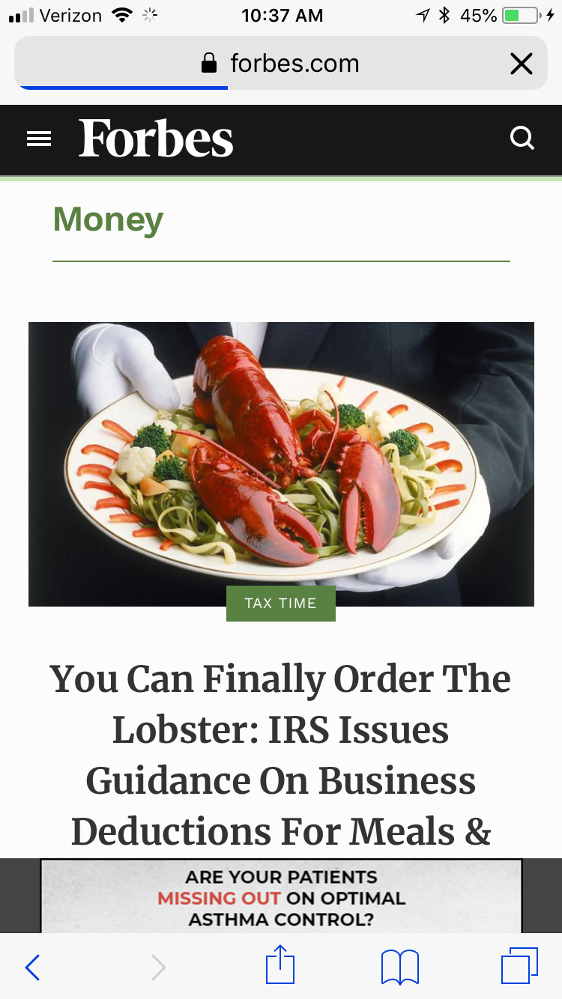 Verizon 10:37 AM 45%
forbes.com
Forbes
Money
TAX TIME
You Can Finally Order The
Lobster: IRS Issues
Guidance On Business
Deductions For Meals &
ARE YOUR PATIENTS
MISSING OUT ON OPTIMAL
ASTHMA CONTROL?